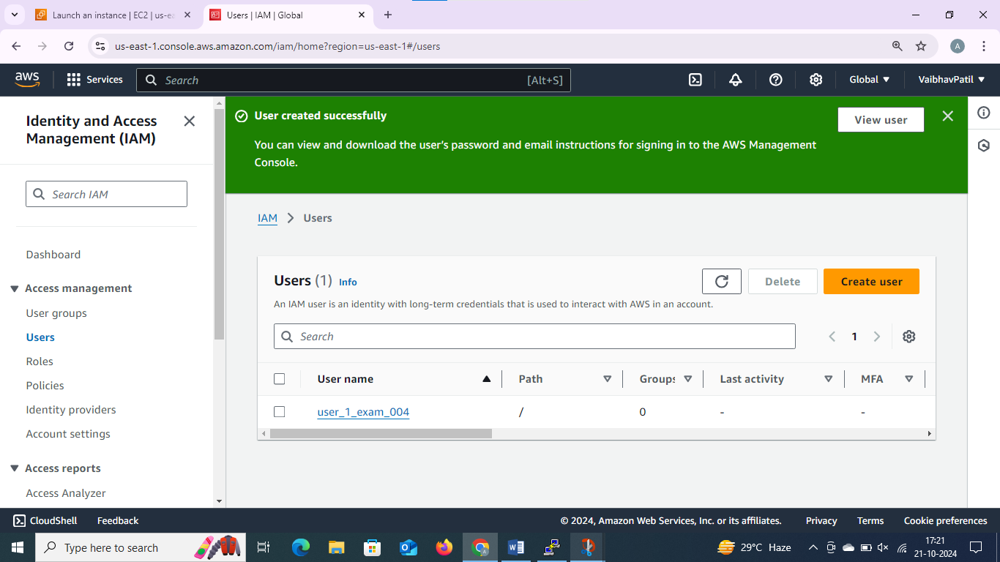 Launch an instance | EC2 | us-ea
Users | IAM | Global
us-east-1.console.aws.amazon.com/iam/home?region=us-east-1#/users
A
aws
Services
Search
[Alt+S]
Global
VaibhavPatil
Identity and Access
Management (IAM)
Search IAM
Dashboard
Access management
User groups
Users
Roles
Policies
Identity providers
Account settings
Access reports
Access Analyzer
User created successfully
View user
You can view and download the user's password and email instructions for signing in to the AWS Management
Console.
IAM
Users
Users (1)
Info
Delete
Create user
An IAM user is an identity with long-term credentials that is used to interact with AWS in an account.
Search
1
User name
Path
Groups
Last activity
MFA
user_1_exam_004
/
0
-
-
CloudShell
Feedback
© 2024, Amazon Web Services, Inc. or its affiliates.
Privacy
Terms
Cookie preferences
Type here to search
29°C Haze
17:21
21-10-2024